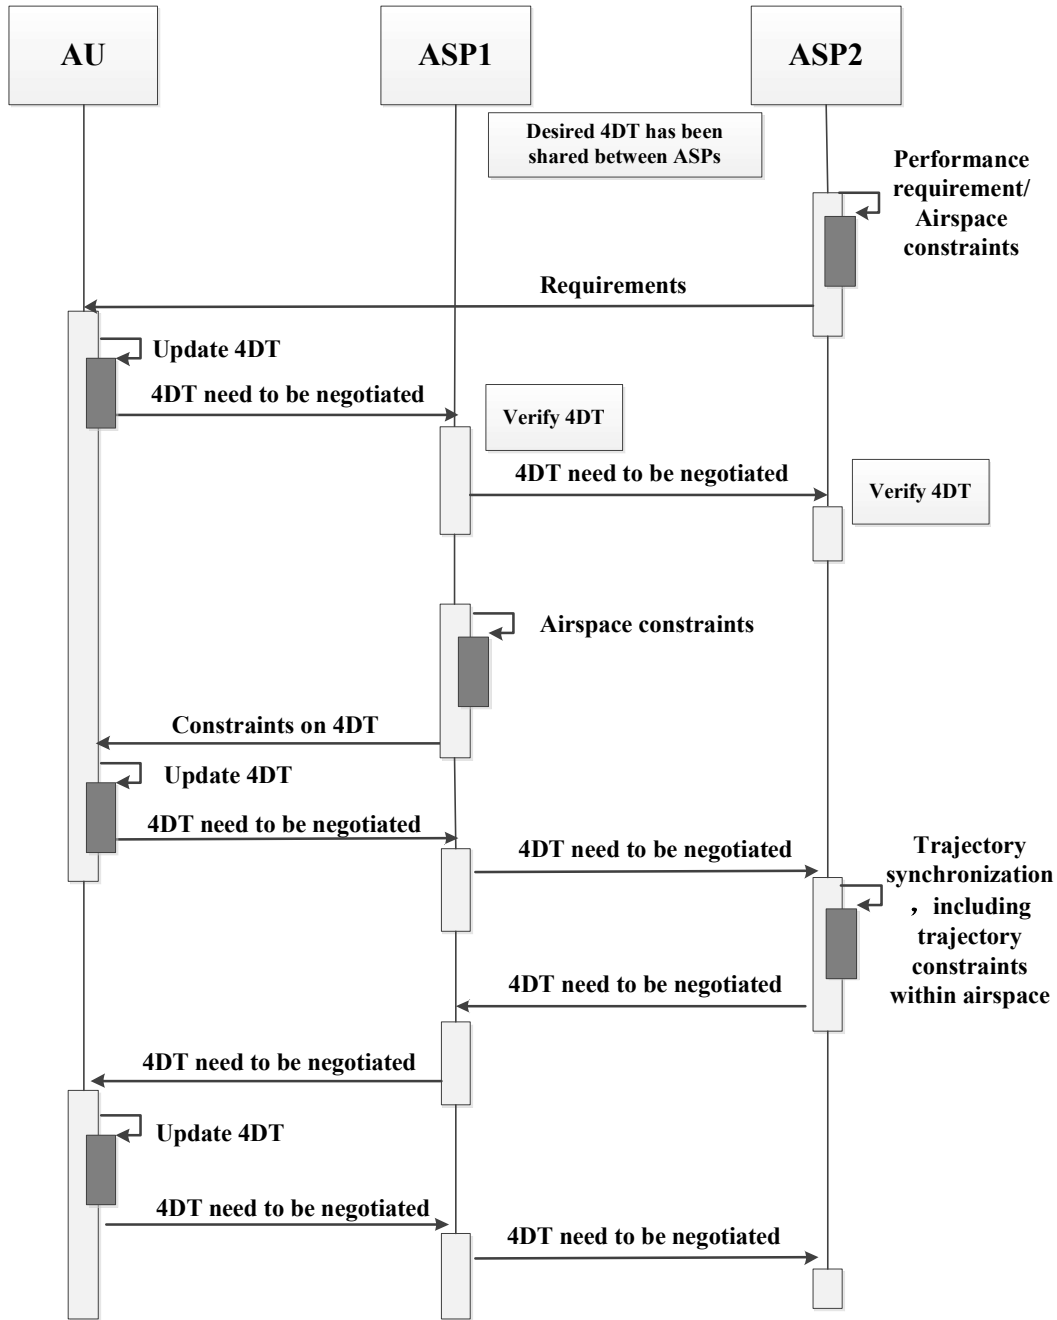 AU
ASP1
ASP2
Desired 4DT has been
shared between ASPs
Performance
requirement/
Airspace
constraints
Requirements
Update 4DT
4DT need to be negotiated
Verify 4DT
4DT need to be negotiated
Verify 4DT
Airspace constraints
Constraints on 4DT
Update 4DT
4DT need to be negotiated
4DT need to be negotiated
Trajectory
synchronization
，including
trajectory
constraints
within airspace
4DT need to be negotiated
4DT need to be negotiated
Update 4DT
4DT need to be negotiated
4DT need to be negotiated